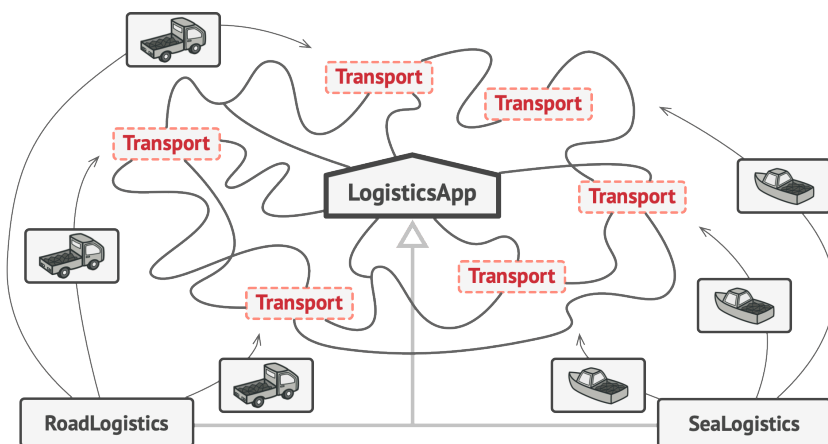 Transport
Transport
Transport
LogisticsApp
Transport
Transport
Transport
RoadLogistics
SeaLogistics